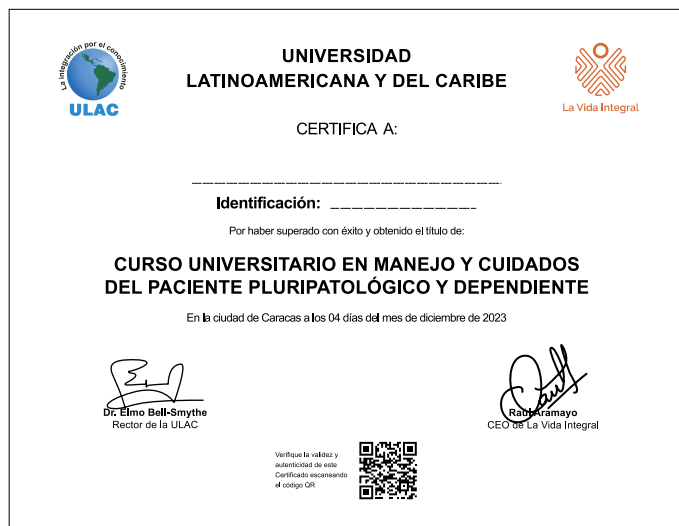 La integración por el conocimiento
ULAC
UNIVERSIDAD
LATINOAMERICANA Y DEL CARIBE
La Vida Integral
CERTIFICA A:
Identificación:
Por haber superado con éxito y obtenido el título de:
CURSO UNIVERSITARIO EN MANEJO Y CUIDADOS
DEL PACIENTE PLURIPATOLÓGICO Y DEPENDIENTE
En la ciudad de Caracas a los 04 días del mes de diciembre de 2023
Dr. Elmo Bell-Smythe
Rector de la ULAC
Raúl Aramayo
CEO de La Vida Integral
Verifique la validez y
autenticidad de este
Certificado escaneando
el código QR